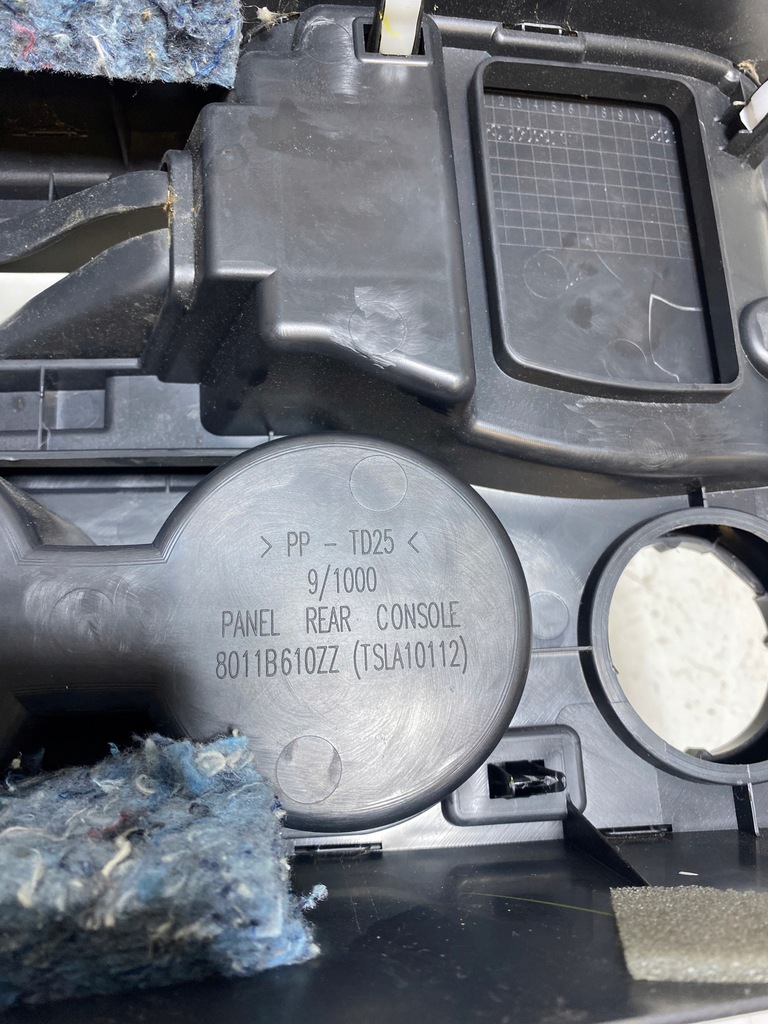 > PP - TD25 <
9/1000
PANEL REAR CONSOLE
8011B610ZZ (TSLA10112)